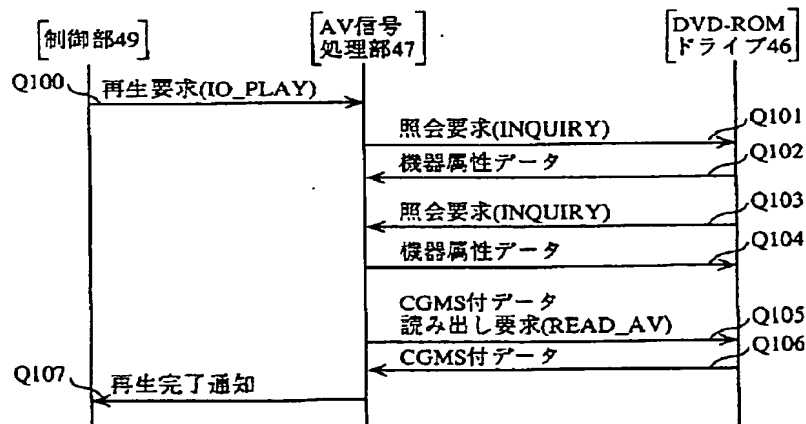 制御部49
AV信号
処理部47
DVD-ROM
ドライブ46
Q100
再生要求(IO_PLAY)
照会要求(INQUIRY)
Q101
機器属性データ
Q102
照会要求(INQUIRY)
Q103
機器属性データ
Q104
CGMS付データ
読み出し要求(READ_AV)
Q105
CGMS付データ
Q106
Q107
再生完了通知